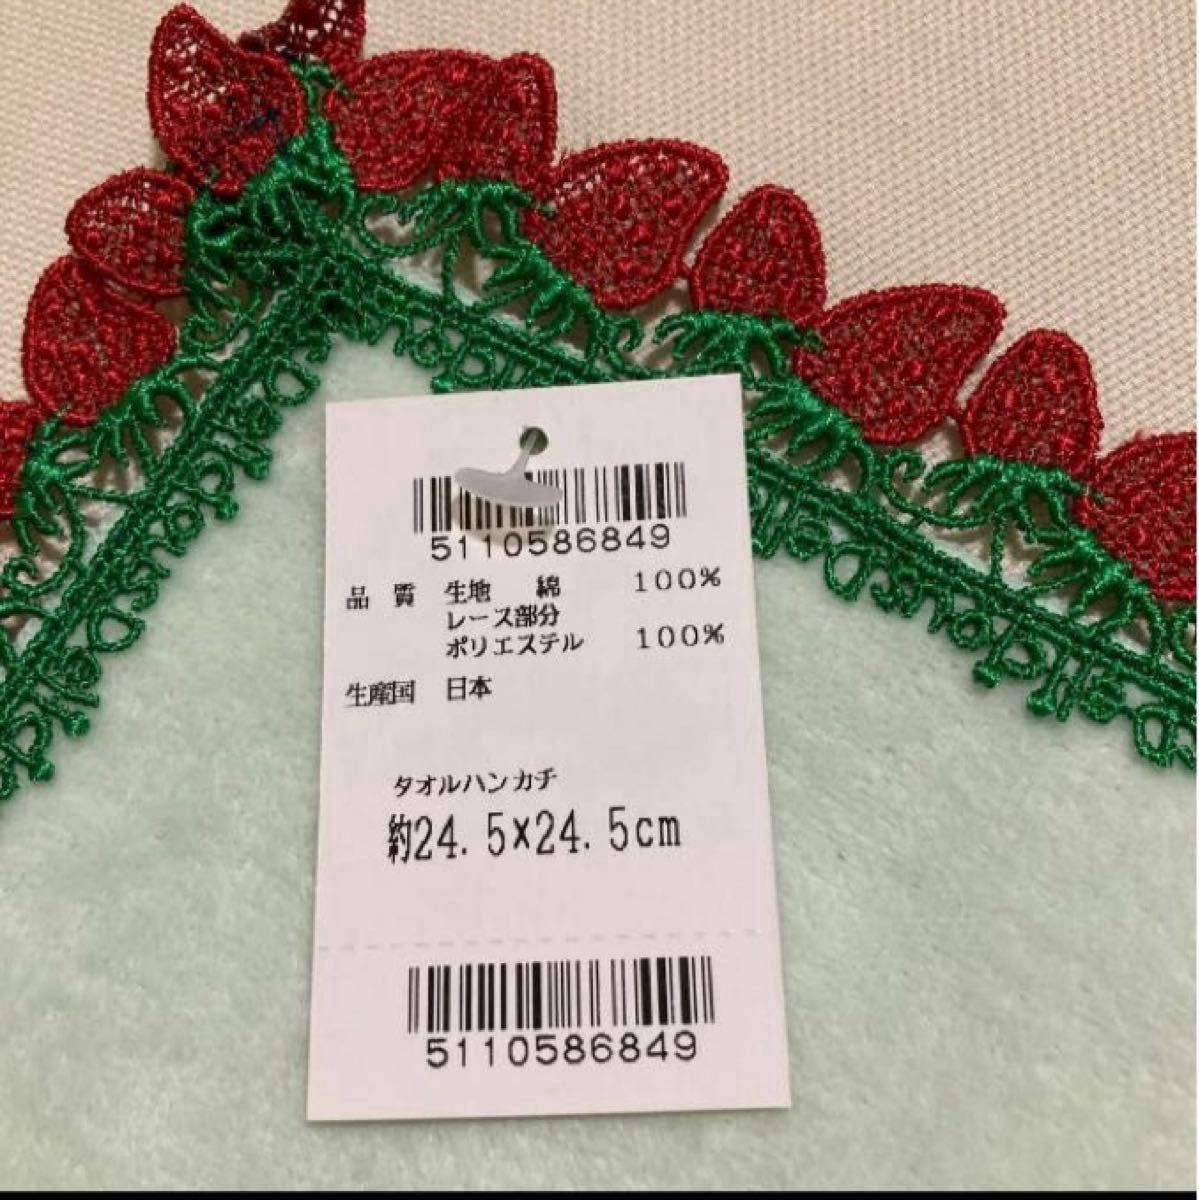 5110586849
品質 生地 綿 100%
レース部分
ポリエステル 100%
生産国 日本
タオルハンカチ
約24.5×24.5cm
5110586849